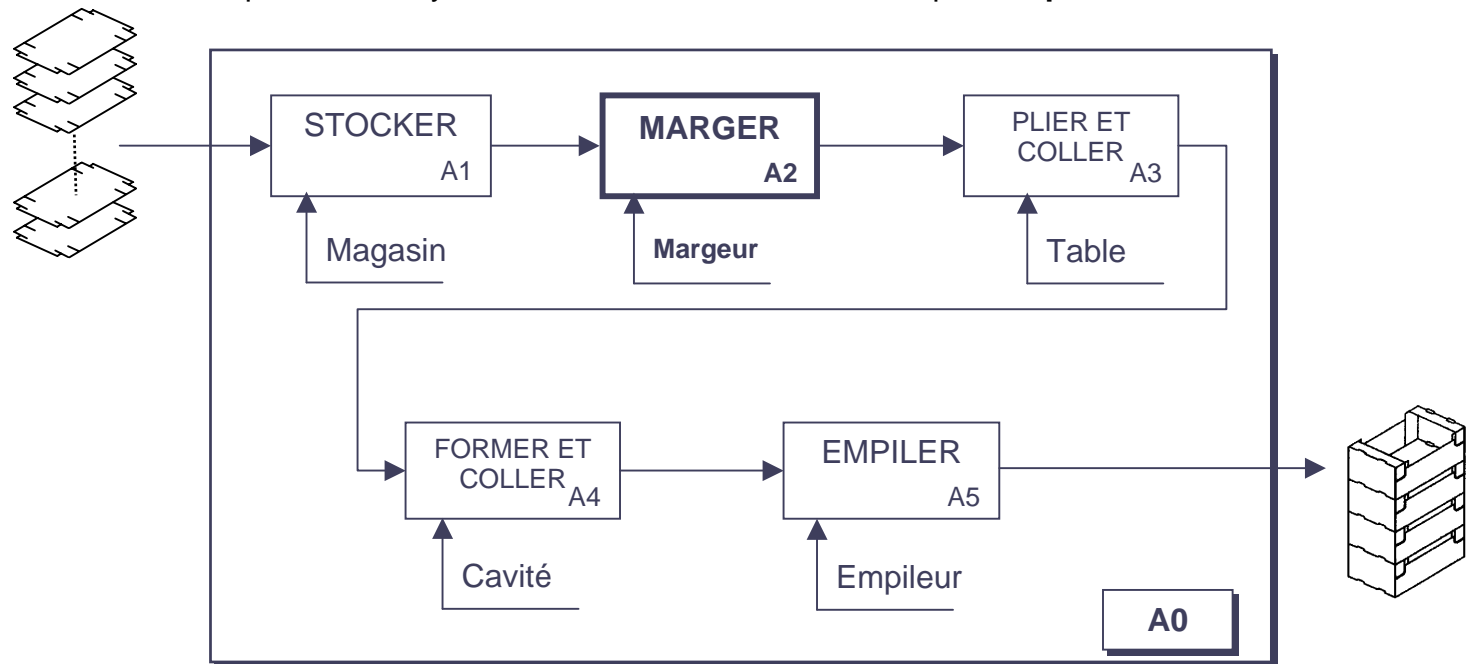 STOCKER
A1
MARGER
A2
PLIER ET
COLLER
A3
Magasin
Margeur
Table
FORMER ET
COLLER
A4
EMPILER
A5
Cavité
Empileur
A0